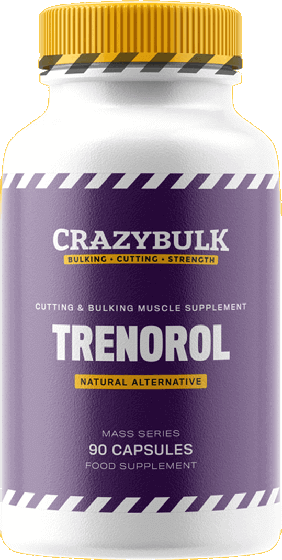 CRAZYBULK
BULKING • CUTTING • STRENGTH
CUTTING & BULKING MUSCLE SUPPLEMENT
TRENOROL
NATURAL ALTERNATIVE
MASS SERIES
90 CAPSULES
FOOD SUPPLEMENT